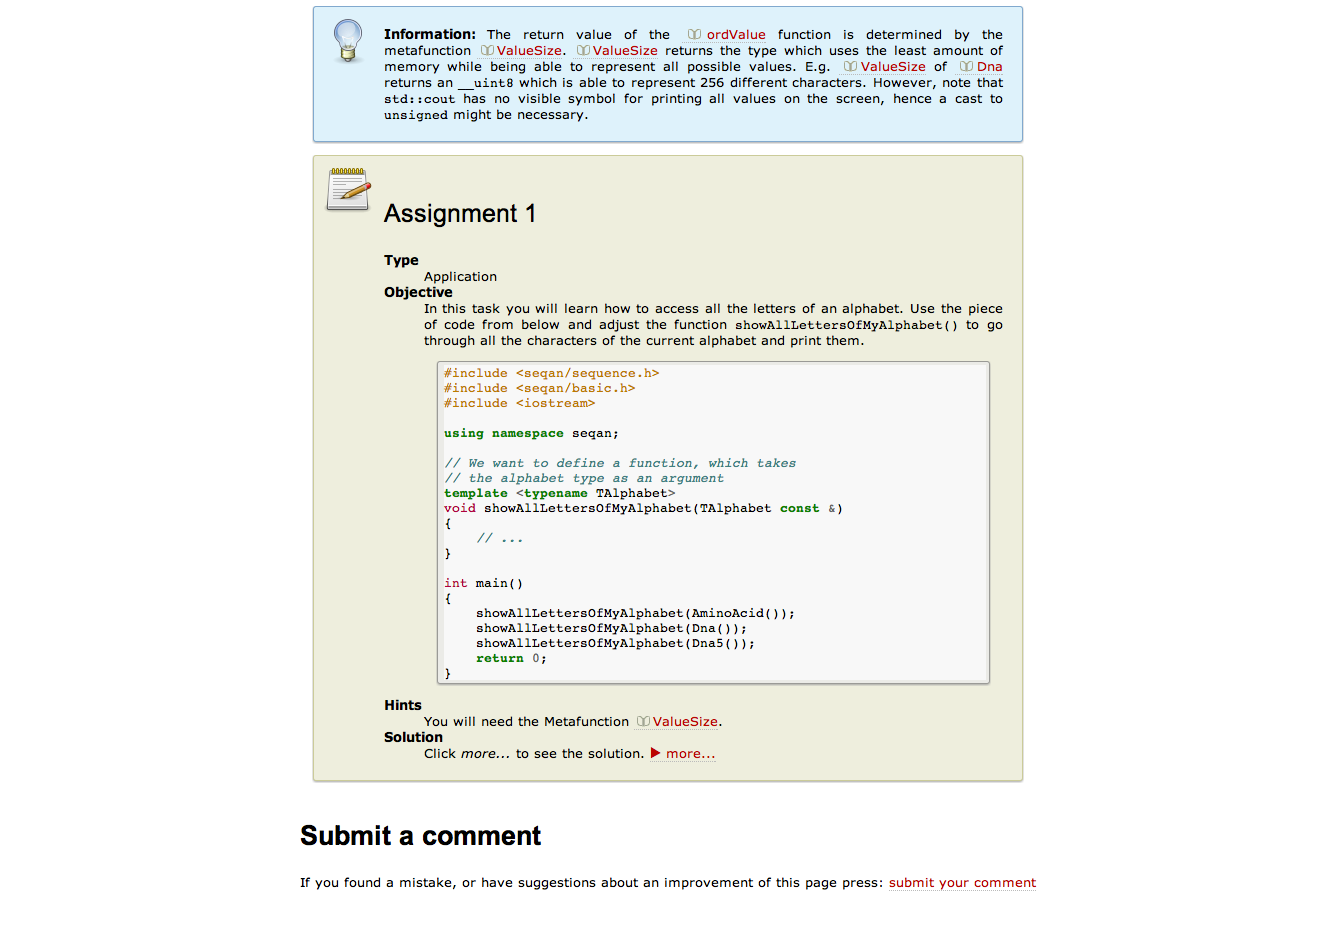 Information: The return value of the ordValue function is determined by the
metafunction ValueSize. ValueSize returns the type which uses the least amount of
memory while being able to represent all possible values. E.g. ValueSize of Dna
returns an __uint8 which is able to represent 256 different characters. However, note that
std::cout has no visible symbol for printing all values on the screen, hence a cast to
unsigned might be necessary.
Assignment 1
Type
Application
Objective
In this task you will learn how to access all the letters of an alphabet. Use the piece
of code from below and adjust the function showAllLettersOfMyAlphabet() to go
through all the characters of the current alphabet and print them.
#include <seqan/sequence.h>
#include <seqan/basic.h>
#include <iostream>
using namespace seqan;
// We want to define a function, which takes
// the alphabet type as an argument
template <typename TAlphabet>
void showAllLettersOfMyAlphabet(TAlphabet const &)
{
    // ...
}
int main()
{
    showAllLettersOfMyAlphabet(AminoAcid());
    showAllLettersOfMyAlphabet(Dna());
    showAllLettersOfMyAlphabet(Dna5());
    return 0;
}
Hints
You will need the Metafunction ValueSize.
Solution
Click more... to see the solution. ▶ more...
Submit a comment
If you found a mistake, or have suggestions about an improvement of this page press: submit your comment